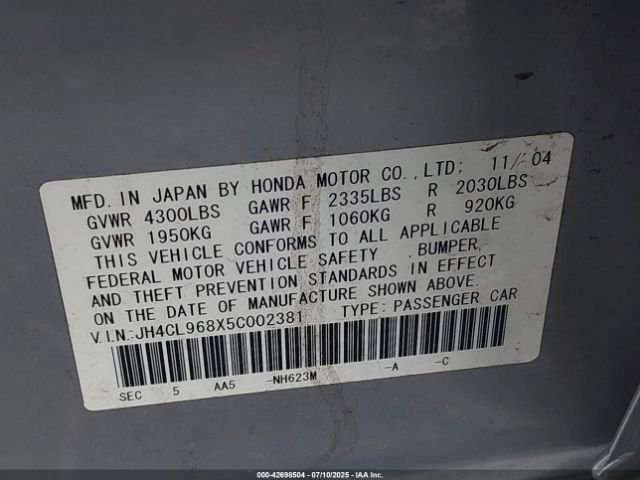 MFD. IN JAPAN BY HONDA MOTOR CO., LTD: 11/ 04
GVWR 4300LBS GAWR F 2335LBS R 2030LBS
GVWR 1950KG GAWR F 1060KG R 920KG
THIS VEHICLE CONFORMS TO ALL APPLICABLE
FEDERAL MOTOR VEHICLE SAFETY , BUMPER,
AND THEFT PREVENTION STANDARDS IN EFFECT
ON THE DATE OF MANUFACTURE SHOWN ABOVE.
V.I.N:JH4CL968X5C002381 TYPE: PASSENGER CAR
SEC 5 AA5 -NH623M -A -C
000-42698504 - 07/10/2025 - IAA Inc.